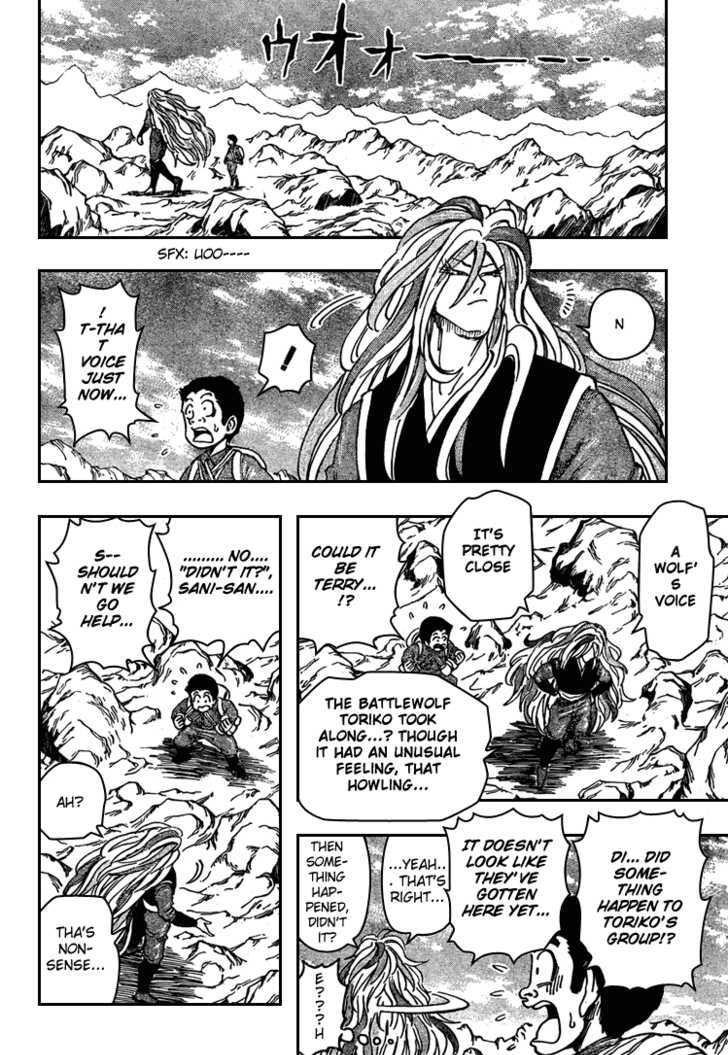 ウオォーーー---
SFX: UOO----
N
!
!
T-THA
T
VOICE
JUST
NOW...
A
WOLF'
S
VOICE
IT'S
PRETTY
CLOSE
COULD IT
BE
TERRY...
!?
THE BATTLEWOLF
TORIKO TOOK
ALONG...? THOUGH
IT HAD AN UNUSUAL
FEELING, THAT
HOWLING...
DI... DID
SOME-
THING
HAPPEN TO
TORIKO'S
GROUP!?
IT DOESN'T
LOOK LIKE
THEY'VE
GOTTEN
HERE YET...
...YEAH..
. THAT'S
RIGHT...
THEN
SOME-
THING
HAP-
PENED,
DIDN'T
IT?
E
?
?
?
?
H
......... NO....
"DIDN'T IT?",
SANI-SAN....
S--
SHOULD
N'T WE
GO
HELP...
AH?
THA'S
NON-
SENSE...